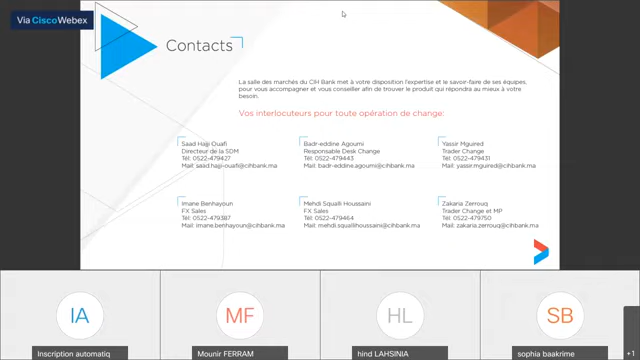 Via CiscoWebex
Contacts
La salle des marchés du CIH Bank met à votre disposition l'expertise et le savoir-faire de ses équipes.
pour vous accompagner et vous conseiller afin de trouver le produit qui répondra au mieux à votre
besoin.
Vos interlocuteurs pour toute opération de change:
Saad Hajji Ouafi
Directeur de la SDM
Tél: 0522-479427
Mail: saad.hajji-ouafi@cihbank.ma
Badr-eddine Agoumi
Responsable Desk Change
Tél: 0522-479443
Mail: badr-eddine.agoumi@cihbank.ma
Yassir Mguired
Trader Change
Tél: 0522-479431
Mail: yassir.mguired@cihbank.ma
Imane Benhayoun
FX Sales
Tél: 0522-479387
Mail: imane.benhayoun@cihbank.ma
Mehdi Squalli Houssaini
FX Sales
Tél: 0522-479464
Mail: mehdi.squallihoussaini@cihbank.ma
Zakaria Zerrouq
Trader Change et MP
Tél: 0522-479750
Mail: zakaria.zerrouq@cihbank.ma
IA
Inscription automatiq
MF
Mounir FERRAM
HL
hind LAHSINIA
SB
sophia baakrine
+1